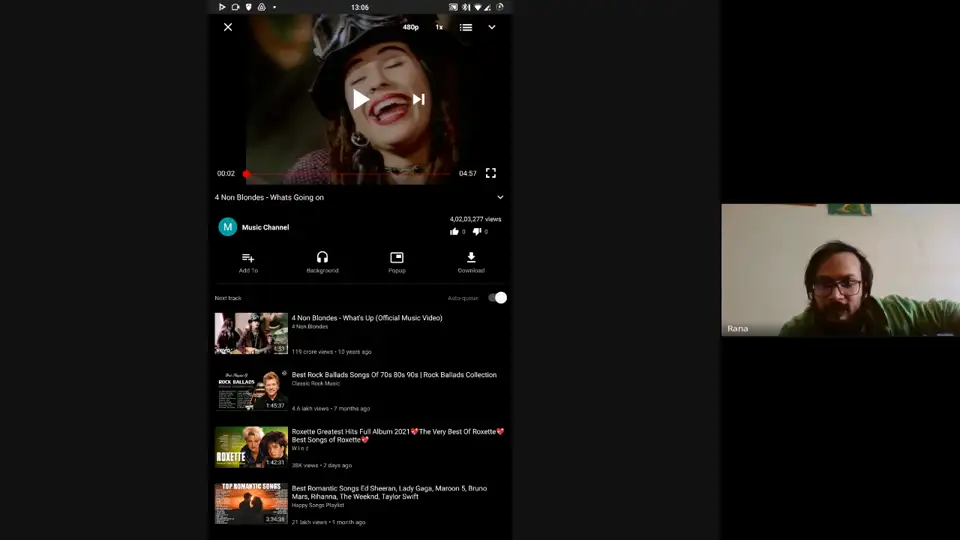 13:06
480p 1x
00:02 04:57
4 Non Blondes - Whats Going on
4,02,03,277 views
M Music Channel
0 0
Add To Background Popup Download
Next track Auto-queue
4 Non Blondes - What's Up (Official Music Video)
4 Non Blondes
119 crore views • 10 years ago
Best Rock Ballads Songs Of 70s 80s 90s | Rock Ballads Collection
ROCK BALLADS
Classic Rock Music
1:45:37
4.6 lakh views • 7 months ago
Roxette Greatest Hits Full Album 2021💖The Very Best Of Roxette💖
Best Songs of Roxette💖
ROXETTE
1:42:31
38K views • 7 days ago
TOP ROMANTIC SONGS
Best Romantic Songs Ed Sheeran, Lady Gaga, Maroon 5, Bruno
Mars, Rihanna, The Weeknd, Taylor Swift
Happy Songs Playlist
3:34:38
21 lakh views • 1 month ago
Rana